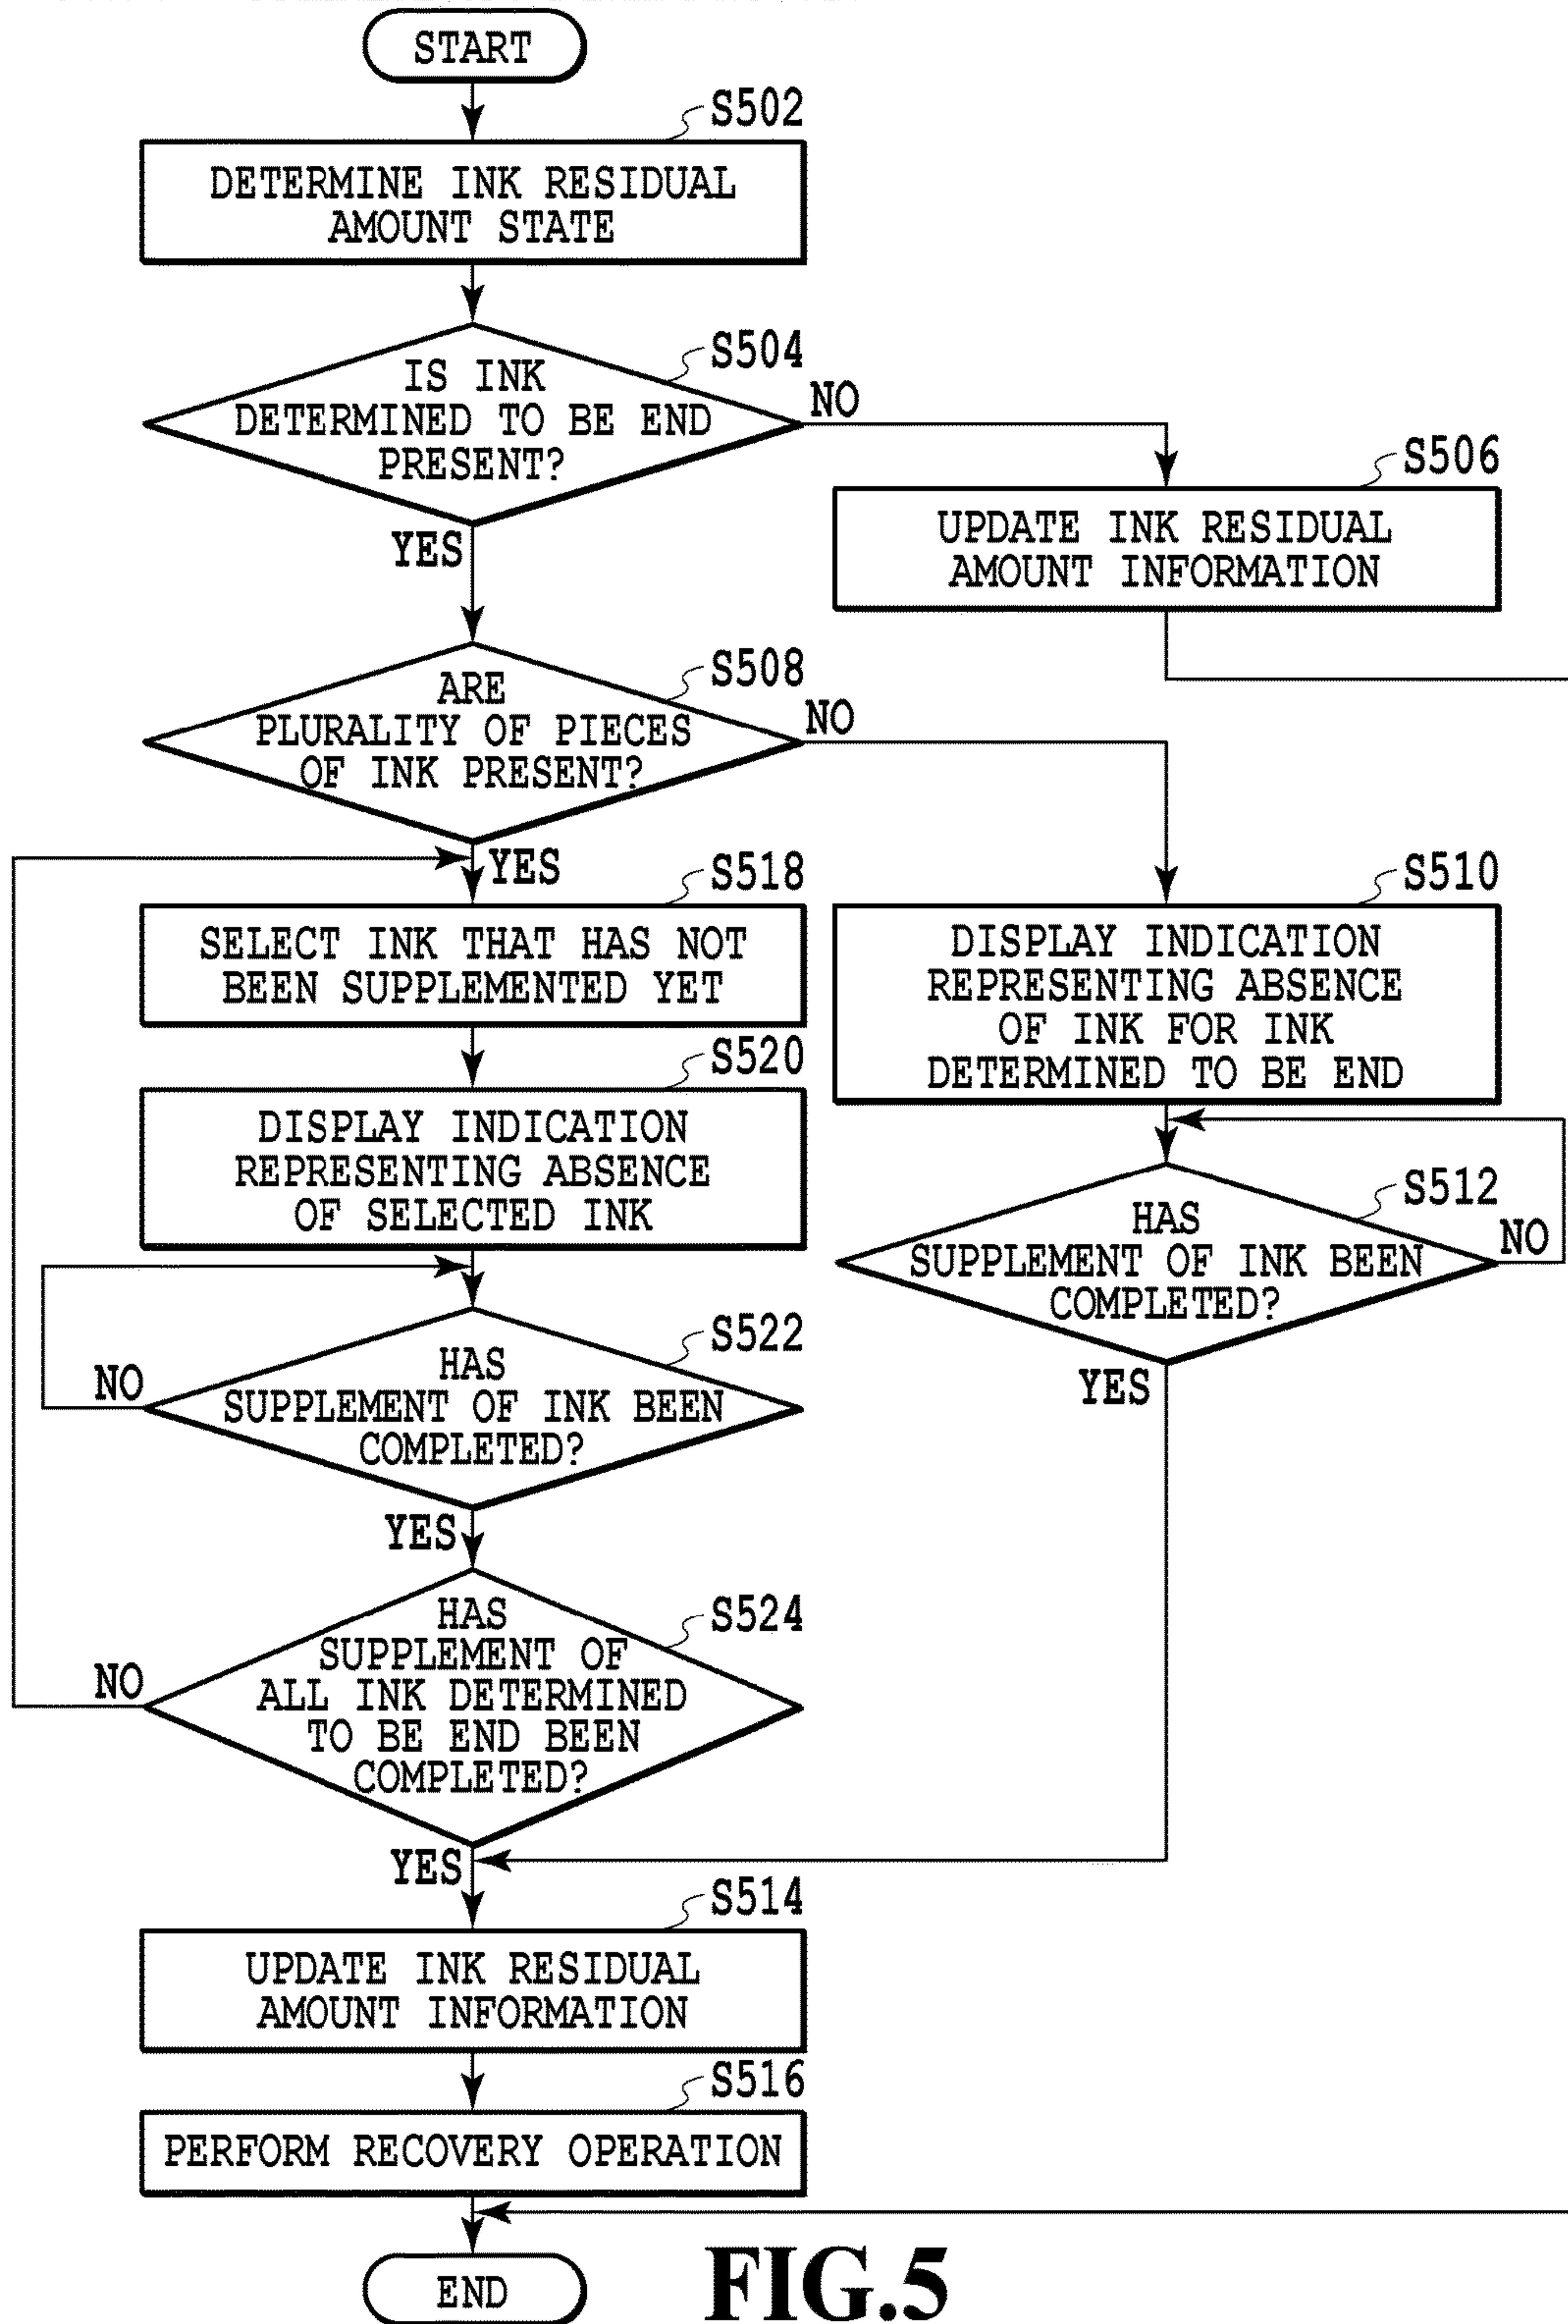 START
S502
DETERMINE INK RESIDUAL
AMOUNT STATE
S504
IS INK
DETERMINED TO BE END
PRESENT?
NO
YES
S506
UPDATE INK RESIDUAL
AMOUNT INFORMATION
S508
ARE
PLURALITY OF PIECES
OF INK PRESENT?
NO
YES
S518
SELECT INK THAT HAS NOT
BEEN SUPPLEMENTED YET
S510
DISPLAY INDICATION
REPRESENTING ABSENCE
OF INK FOR INK
DETERMINED TO BE END
S520
DISPLAY INDICATION
REPRESENTING ABSENCE
OF SELECTED INK
S512
HAS
SUPPLEMENT OF INK BEEN
COMPLETED?
NO
YES
S522
HAS
SUPPLEMENT OF INK BEEN
COMPLETED?
NO
YES
S524
HAS
SUPPLEMENT OF
ALL INK DETERMINED
TO BE END BEEN
COMPLETED?
NO
YES
S514
UPDATE INK RESIDUAL
AMOUNT INFORMATION
S516
PERFORM RECOVERY OPERATION
END
FIG.5